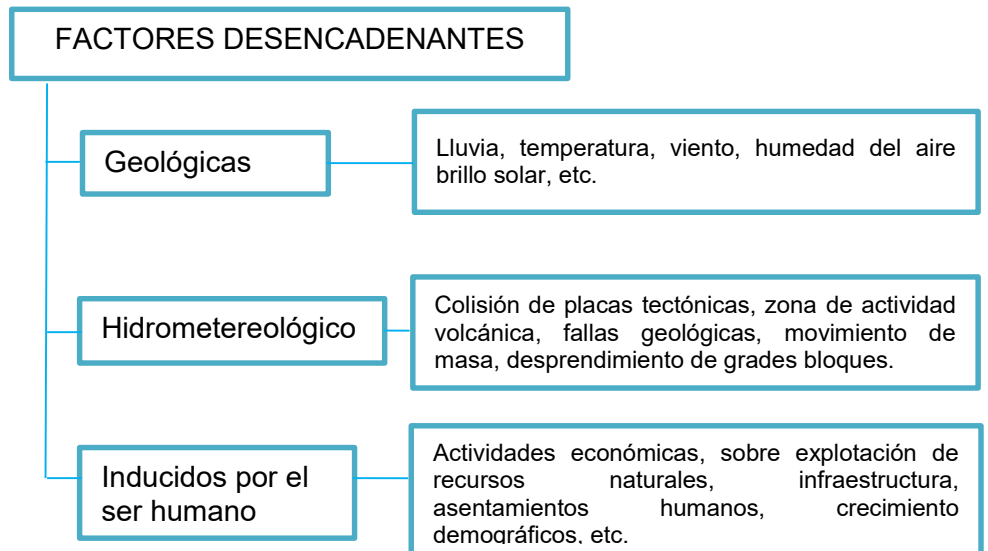 FACTORES DESENCADENANTES
Geológicas
Lluvia, temperatura, viento, humedad del aire
brillo solar, etc.
Hidrometereológico
Colisión de placas tectónicas, zona de actividad
volcánica, fallas geológicas, movimiento de
masa, desprendimiento de grades bloques.
Inducidos por el
ser humano
Actividades económicas, sobre explotación de
recursos naturales, infraestructura,
asentamientos humanos, crecimiento
demográficos, etc.